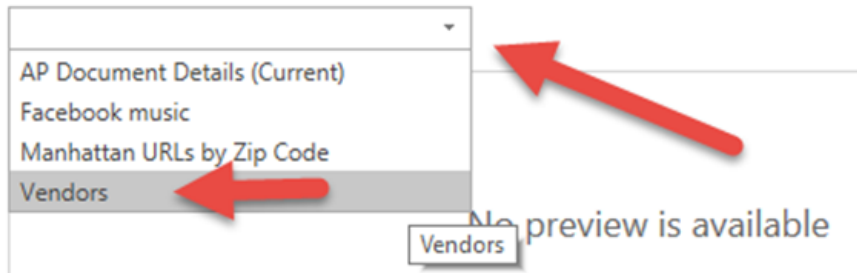 AP Document Details (Current)
Facebook music
Manhattan URLs by Zip Code
Vendors
No preview is available
Vendors